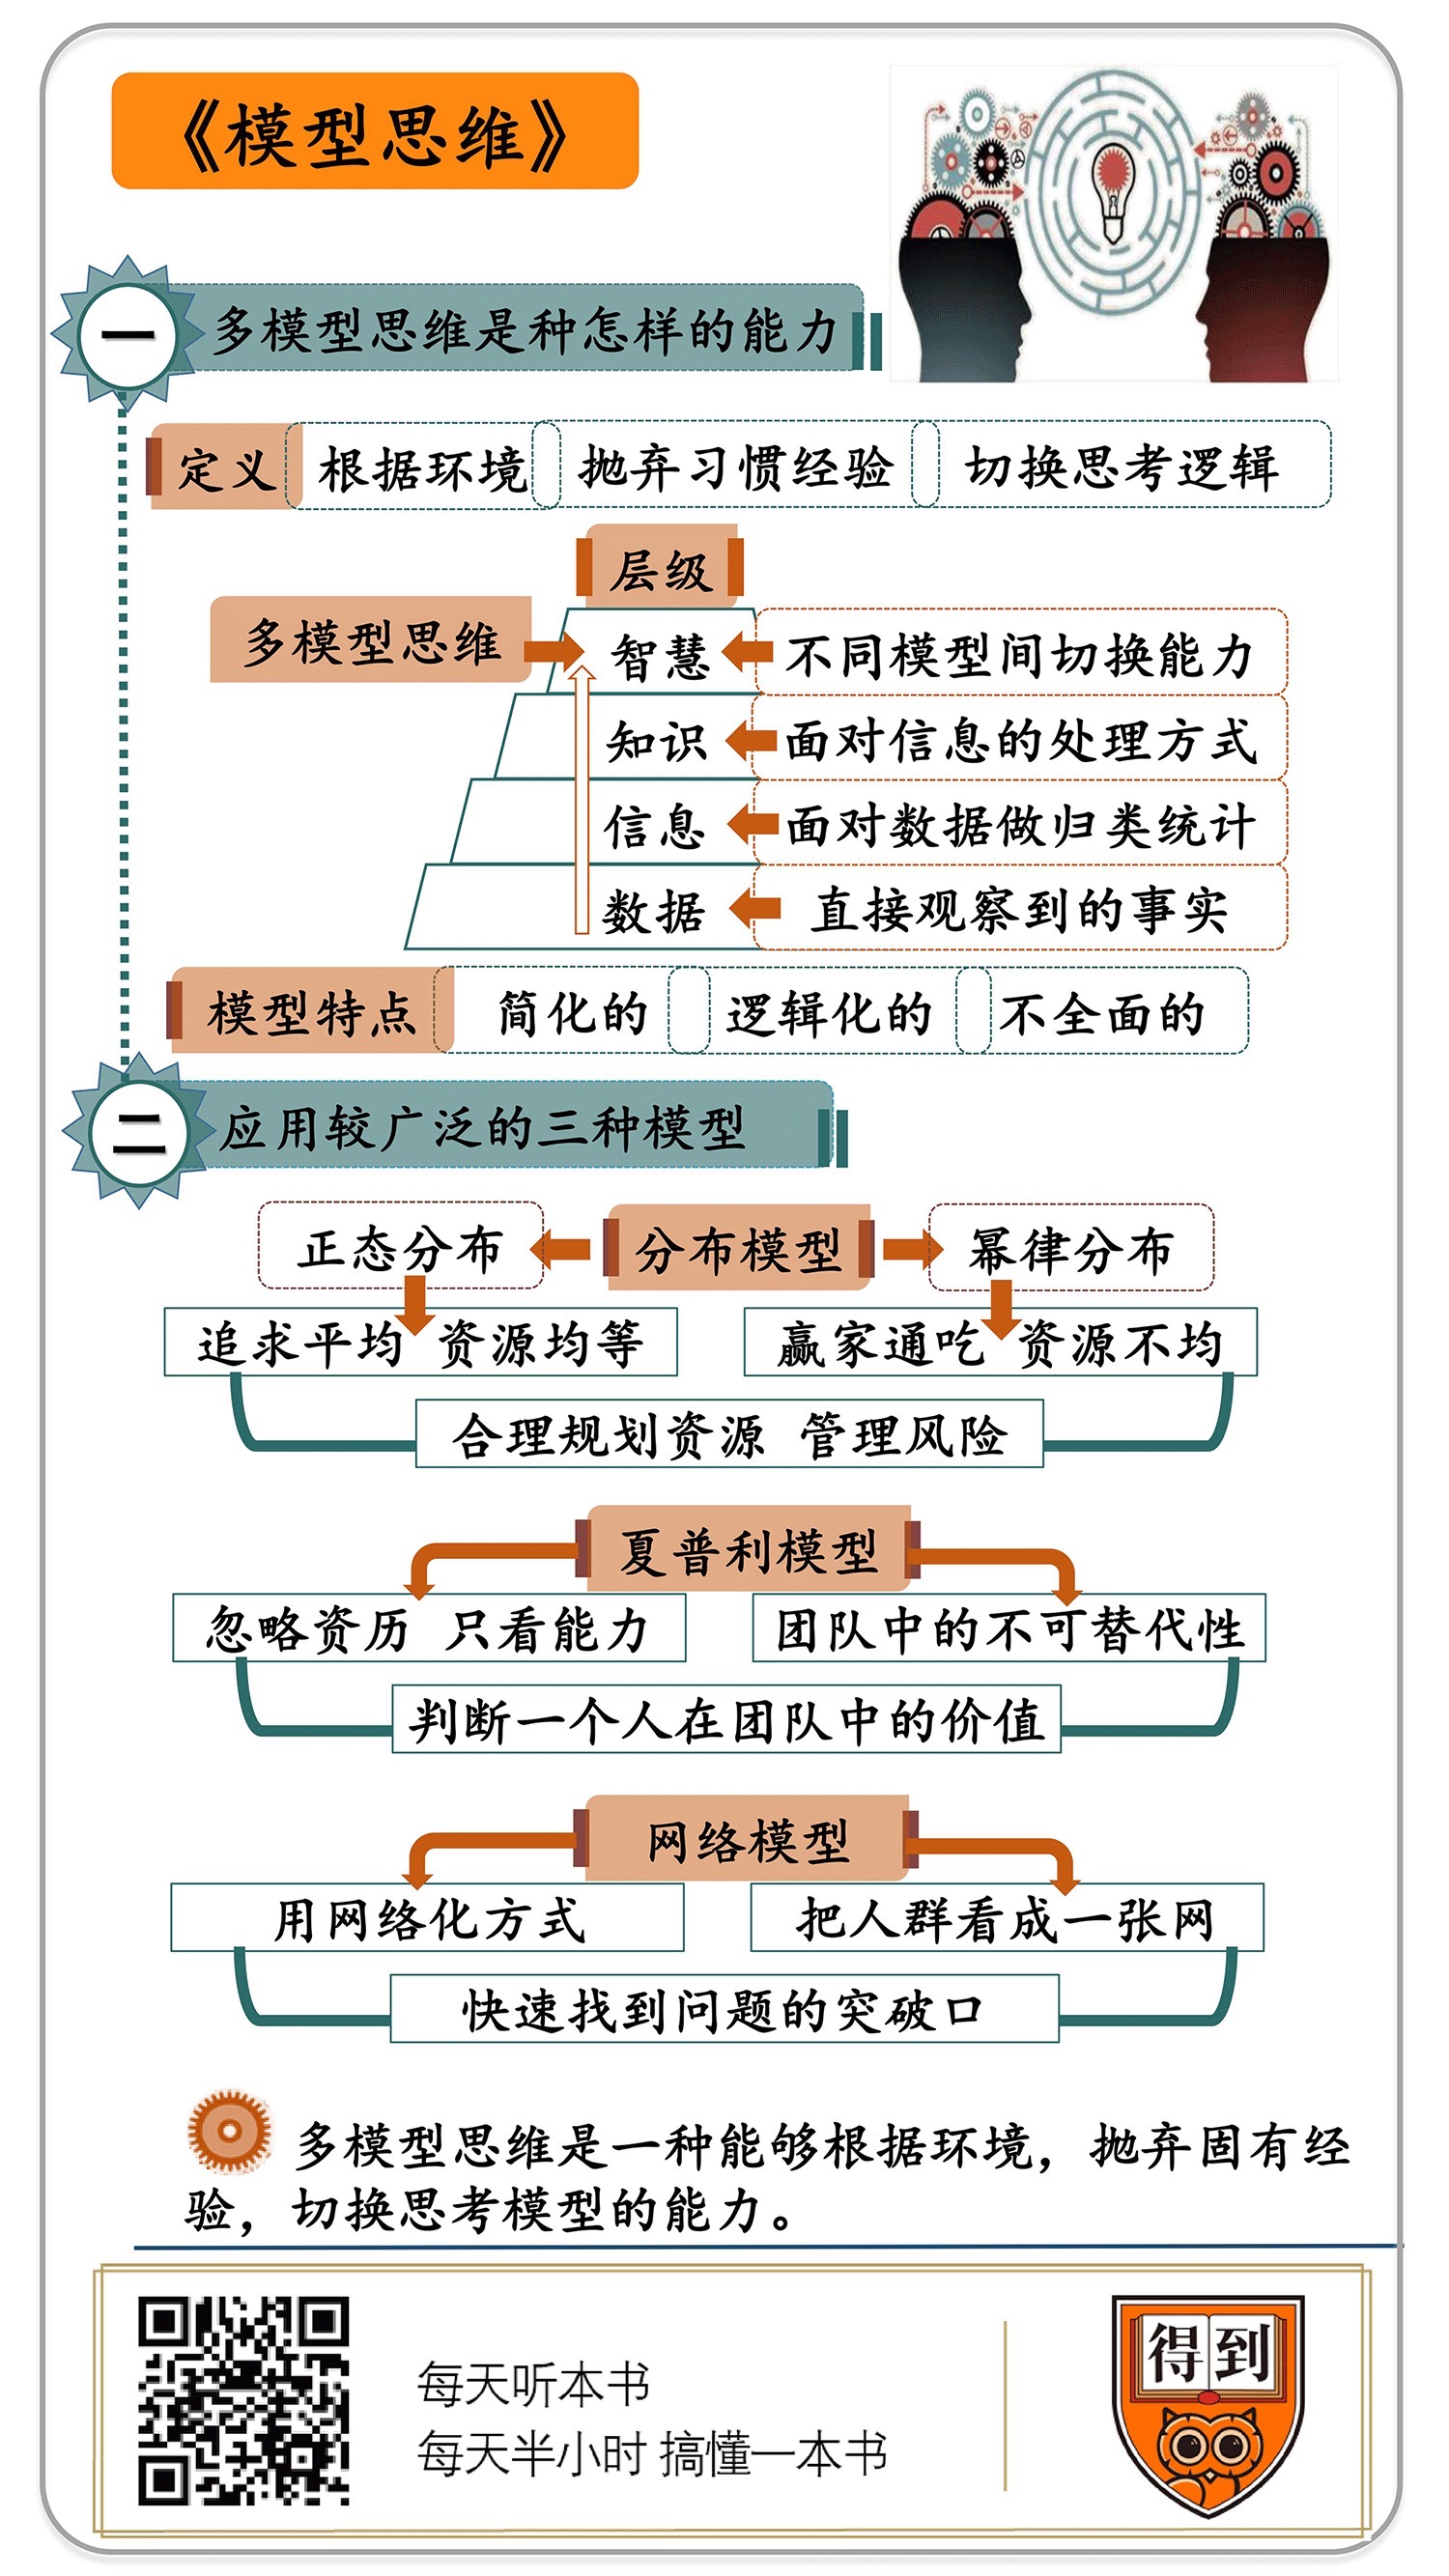 《模型思维》
一 多模型思维是种怎样的能力
定义 根据环境 抛弃习惯经验 切换思考逻辑
层级
多模型思维 智慧 不同模型间切换能力
知识 面对信息的处理方式
信息 面对数据做归类统计
数据 直接观察到的事实
模型特点 简化的 逻辑化的 不全面的
二 应用较广泛的三种模型
正态分布 分布模型 幂律分布
追求平均 资源均等 赢家通吃 资源不均
合理规划资源 管理风险
夏普利模型
忽略资历 只看能力 团队中的不可替代性
判断一个人在团队中的价值
网络模型
用网络化方式 把人群看成一张网
快速找到问题的突破口
多模型思维是一种能够根据环境，抛弃固有经
验，切换思考模型的能力。
每天听本书
每天半小时 搞懂一本书
得到